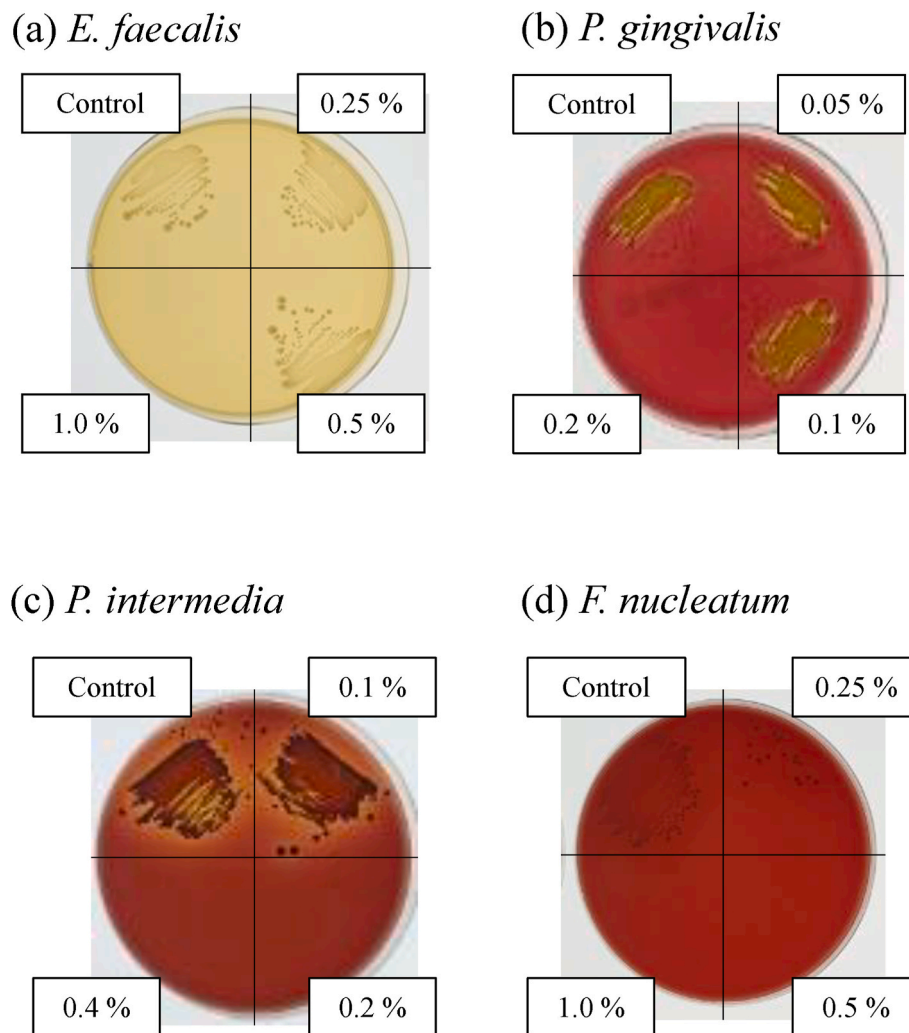 (a) E. faecalis
Control
0.25 %
1.0 %
0.5 %
(b) P. gingivalis
Control
0.05 %
0.2 %
0.1 %
(c) P. intermedia
Control
0.1 %
0.4 %
0.2 %
(d) F. nucleatum
Control
0.25 %
1.0 %
0.5 %